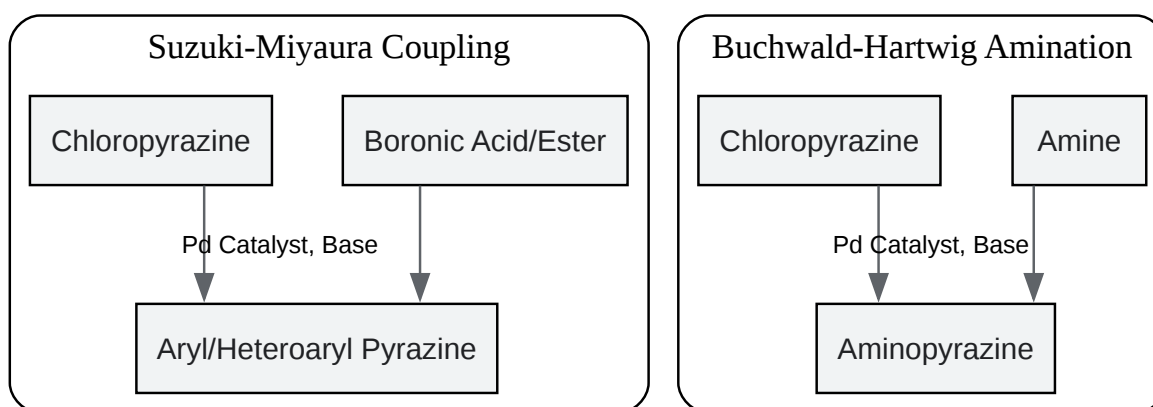 Suzuki-Miyaura Coupling
Chloropyrazine
Boronic Acid/Ester
Pd Catalyst, Base
Aryl/Heteroaryl Pyrazine
Buchwald-Hartwig Amination
Chloropyrazine
Amine
Pd Catalyst, Base
Aminopyrazine